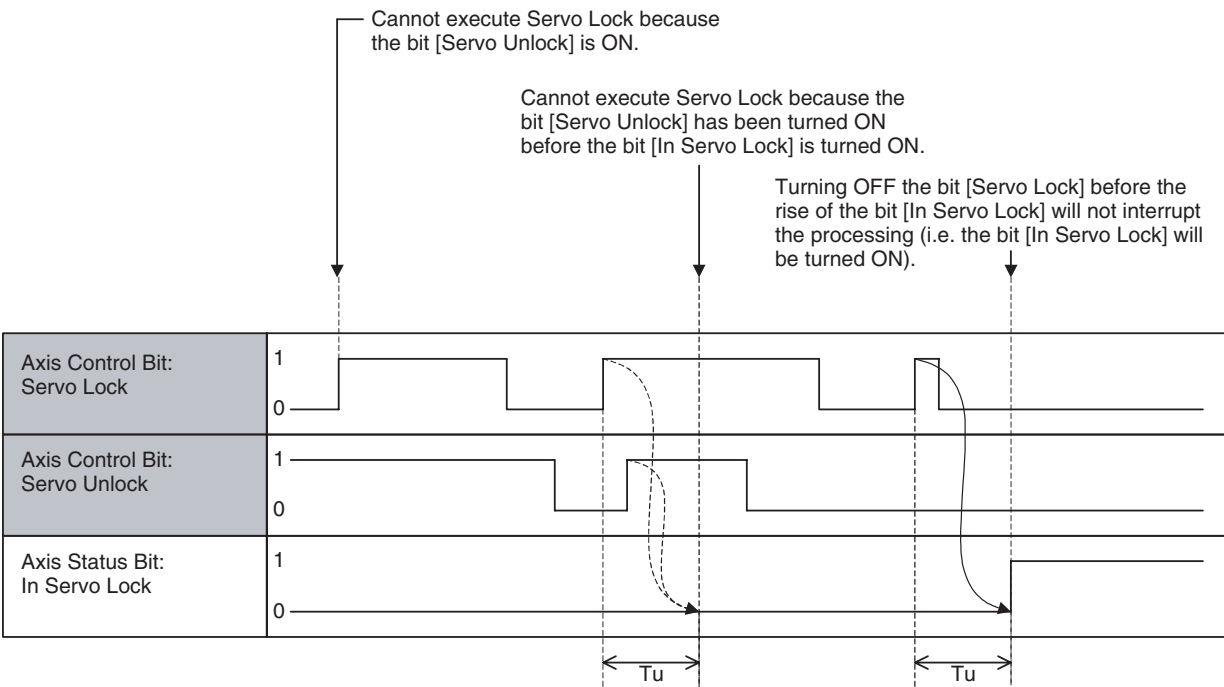 Cannot execute Servo Lock because
the bit [Servo Unlock] is ON.
Cannot execute Servo Lock because the
bit [Servo Unlock] has been turned ON
before the bit [In Servo Lock] is turned ON.
Turning OFF the bit [Servo Lock] before the
rise of the bit [In Servo Lock] will not interrupt
the processing (i.e. the bit [In Servo Lock] will
be turned ON).
Axis Control Bit:
Servo Lock
1
0
Axis Control Bit:
Servo Unlock
1
0
Axis Status Bit:
In Servo Lock
1
0
Tu
Tu